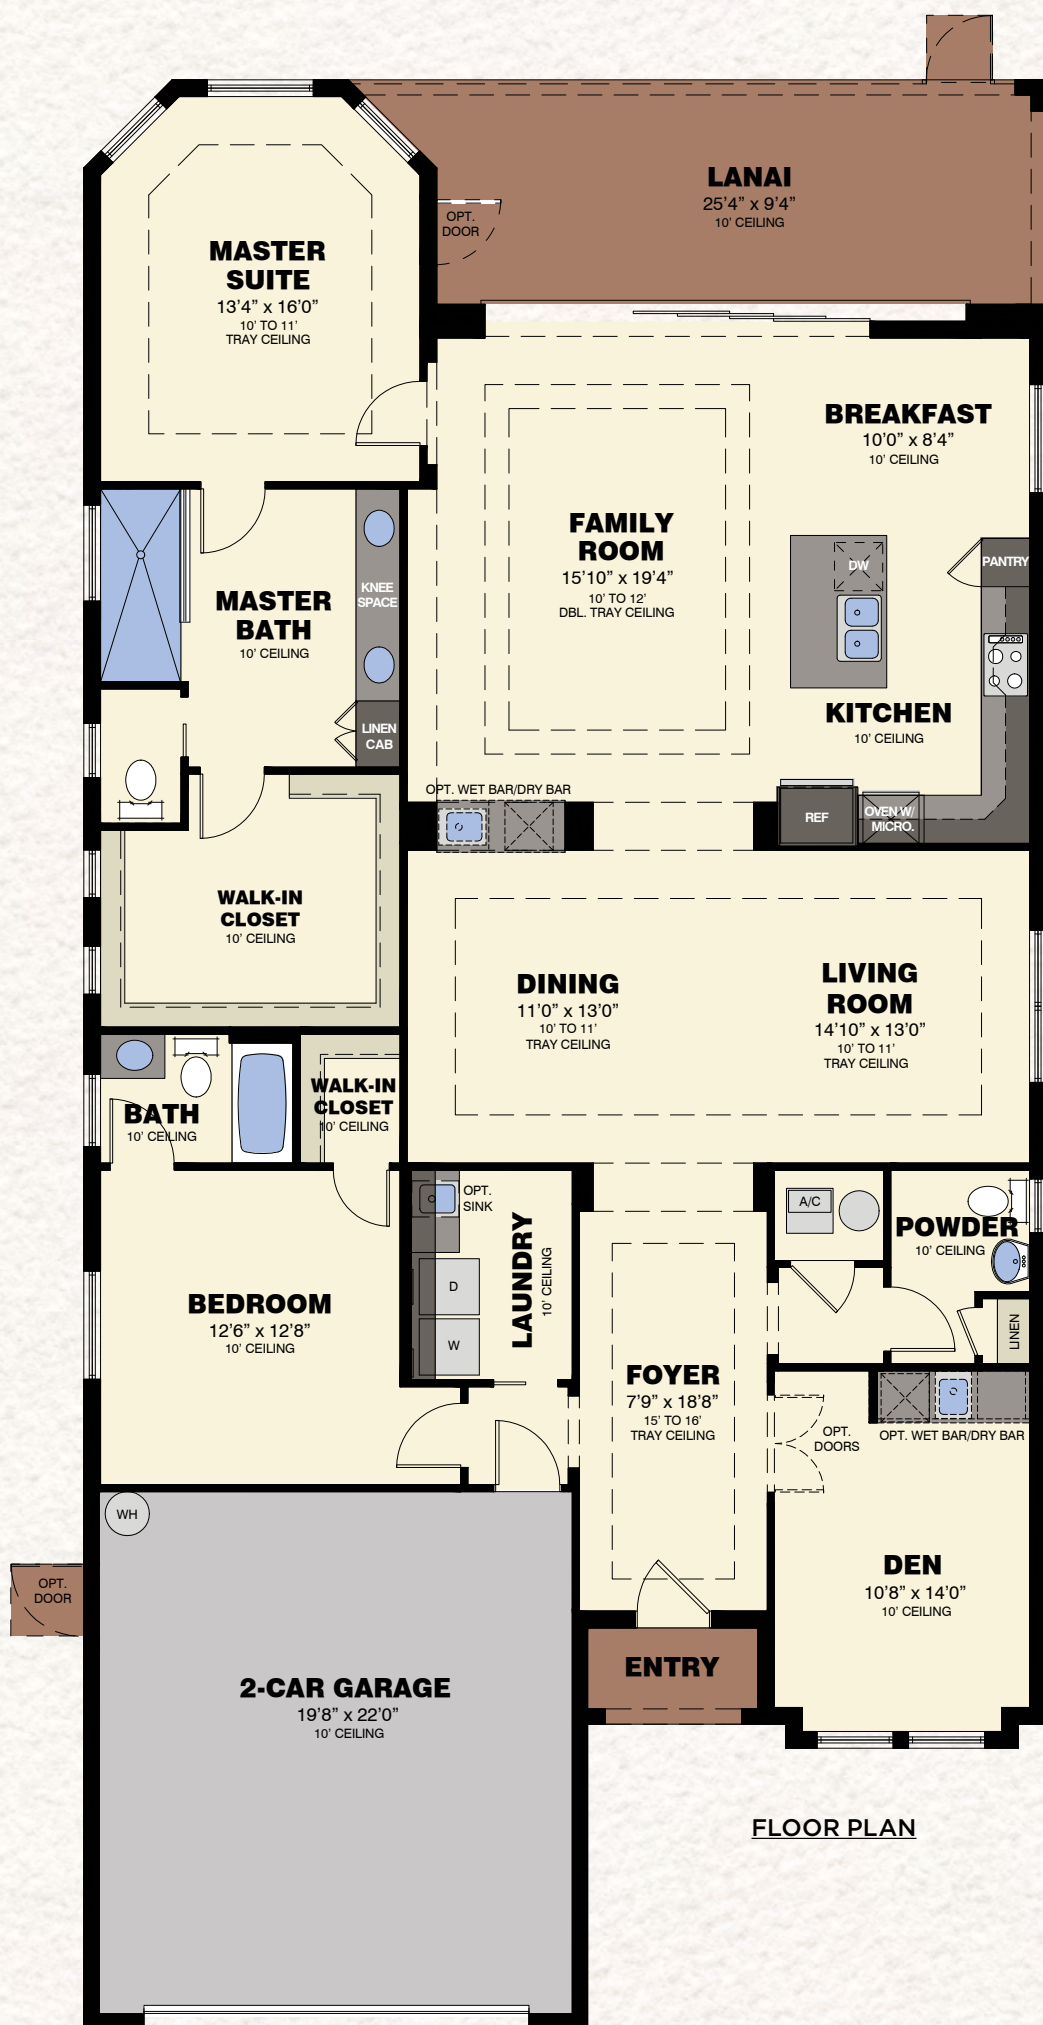 LANAI
25'4" x 9'4"
10' CEILING
OPT.
DOOR
MASTER
SUITE
13'4" x 16'0"
10' TO 11'
TRAY CEILING
BREAKFAST
10'0" x 8'4"
10' CEILING
FAMILY
ROOM
15'10" x 19'4"
10' TO 12'
DBL. TRAY CEILING
DW
PANTRY
KNEE
SPACE
MASTER
BATH
10' CEILING
LINEN
CAB
KITCHEN
10' CEILING
OPT. WET BAR/DRY BAR
REF
OVEN W/
MICRO.
WALK-IN
CLOSET
10' CEILING
DINING
11'0" x 13'0"
10' TO 11'
TRAY CEILING
LIVING
ROOM
14'10" x 13'0"
10' TO 11'
TRAY CEILING
BATH
10' CEILING
WALK-IN
CLOSET
10' CEILING
OPT.
SINK
LAUNDRY
10' CEILING
D
W
A/C
POWDER
10' CEILING
LINEN
BEDROOM
12'6" x 12'8"
10' CEILING
FOYER
7'9" x 18'8"
15' TO 16'
TRAY CEILING
OPT.
DOORS
OPT. WET BAR/DRY BAR
WH
OPT.
DOOR
DEN
10'8" x 14'0"
10' CEILING
ENTRY
2-CAR GARAGE
19'8" x 22'0"
10' CEILING
FLOOR PLAN